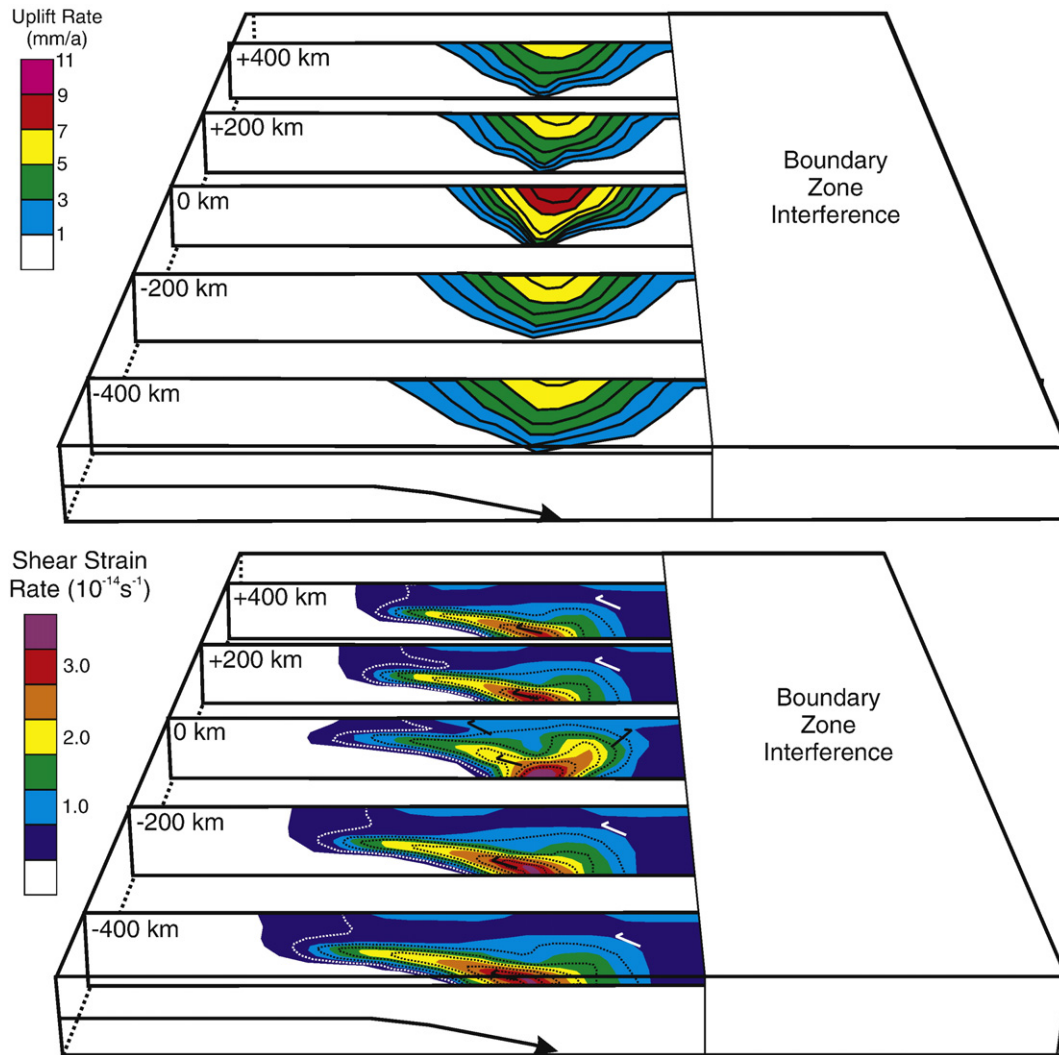 Uplift Rate
(mm/a)
11
9
7
5
3
1
+400 km
+200 km
0 km
-200 km
-400 km
Boundary
Zone
Interference
Shear Strain
Rate (10⁻¹⁴s⁻¹)
3.0
2.0
1.0
+400 km
+200 km
0 km
-200 km
-400 km
Boundary
Zone
Interference